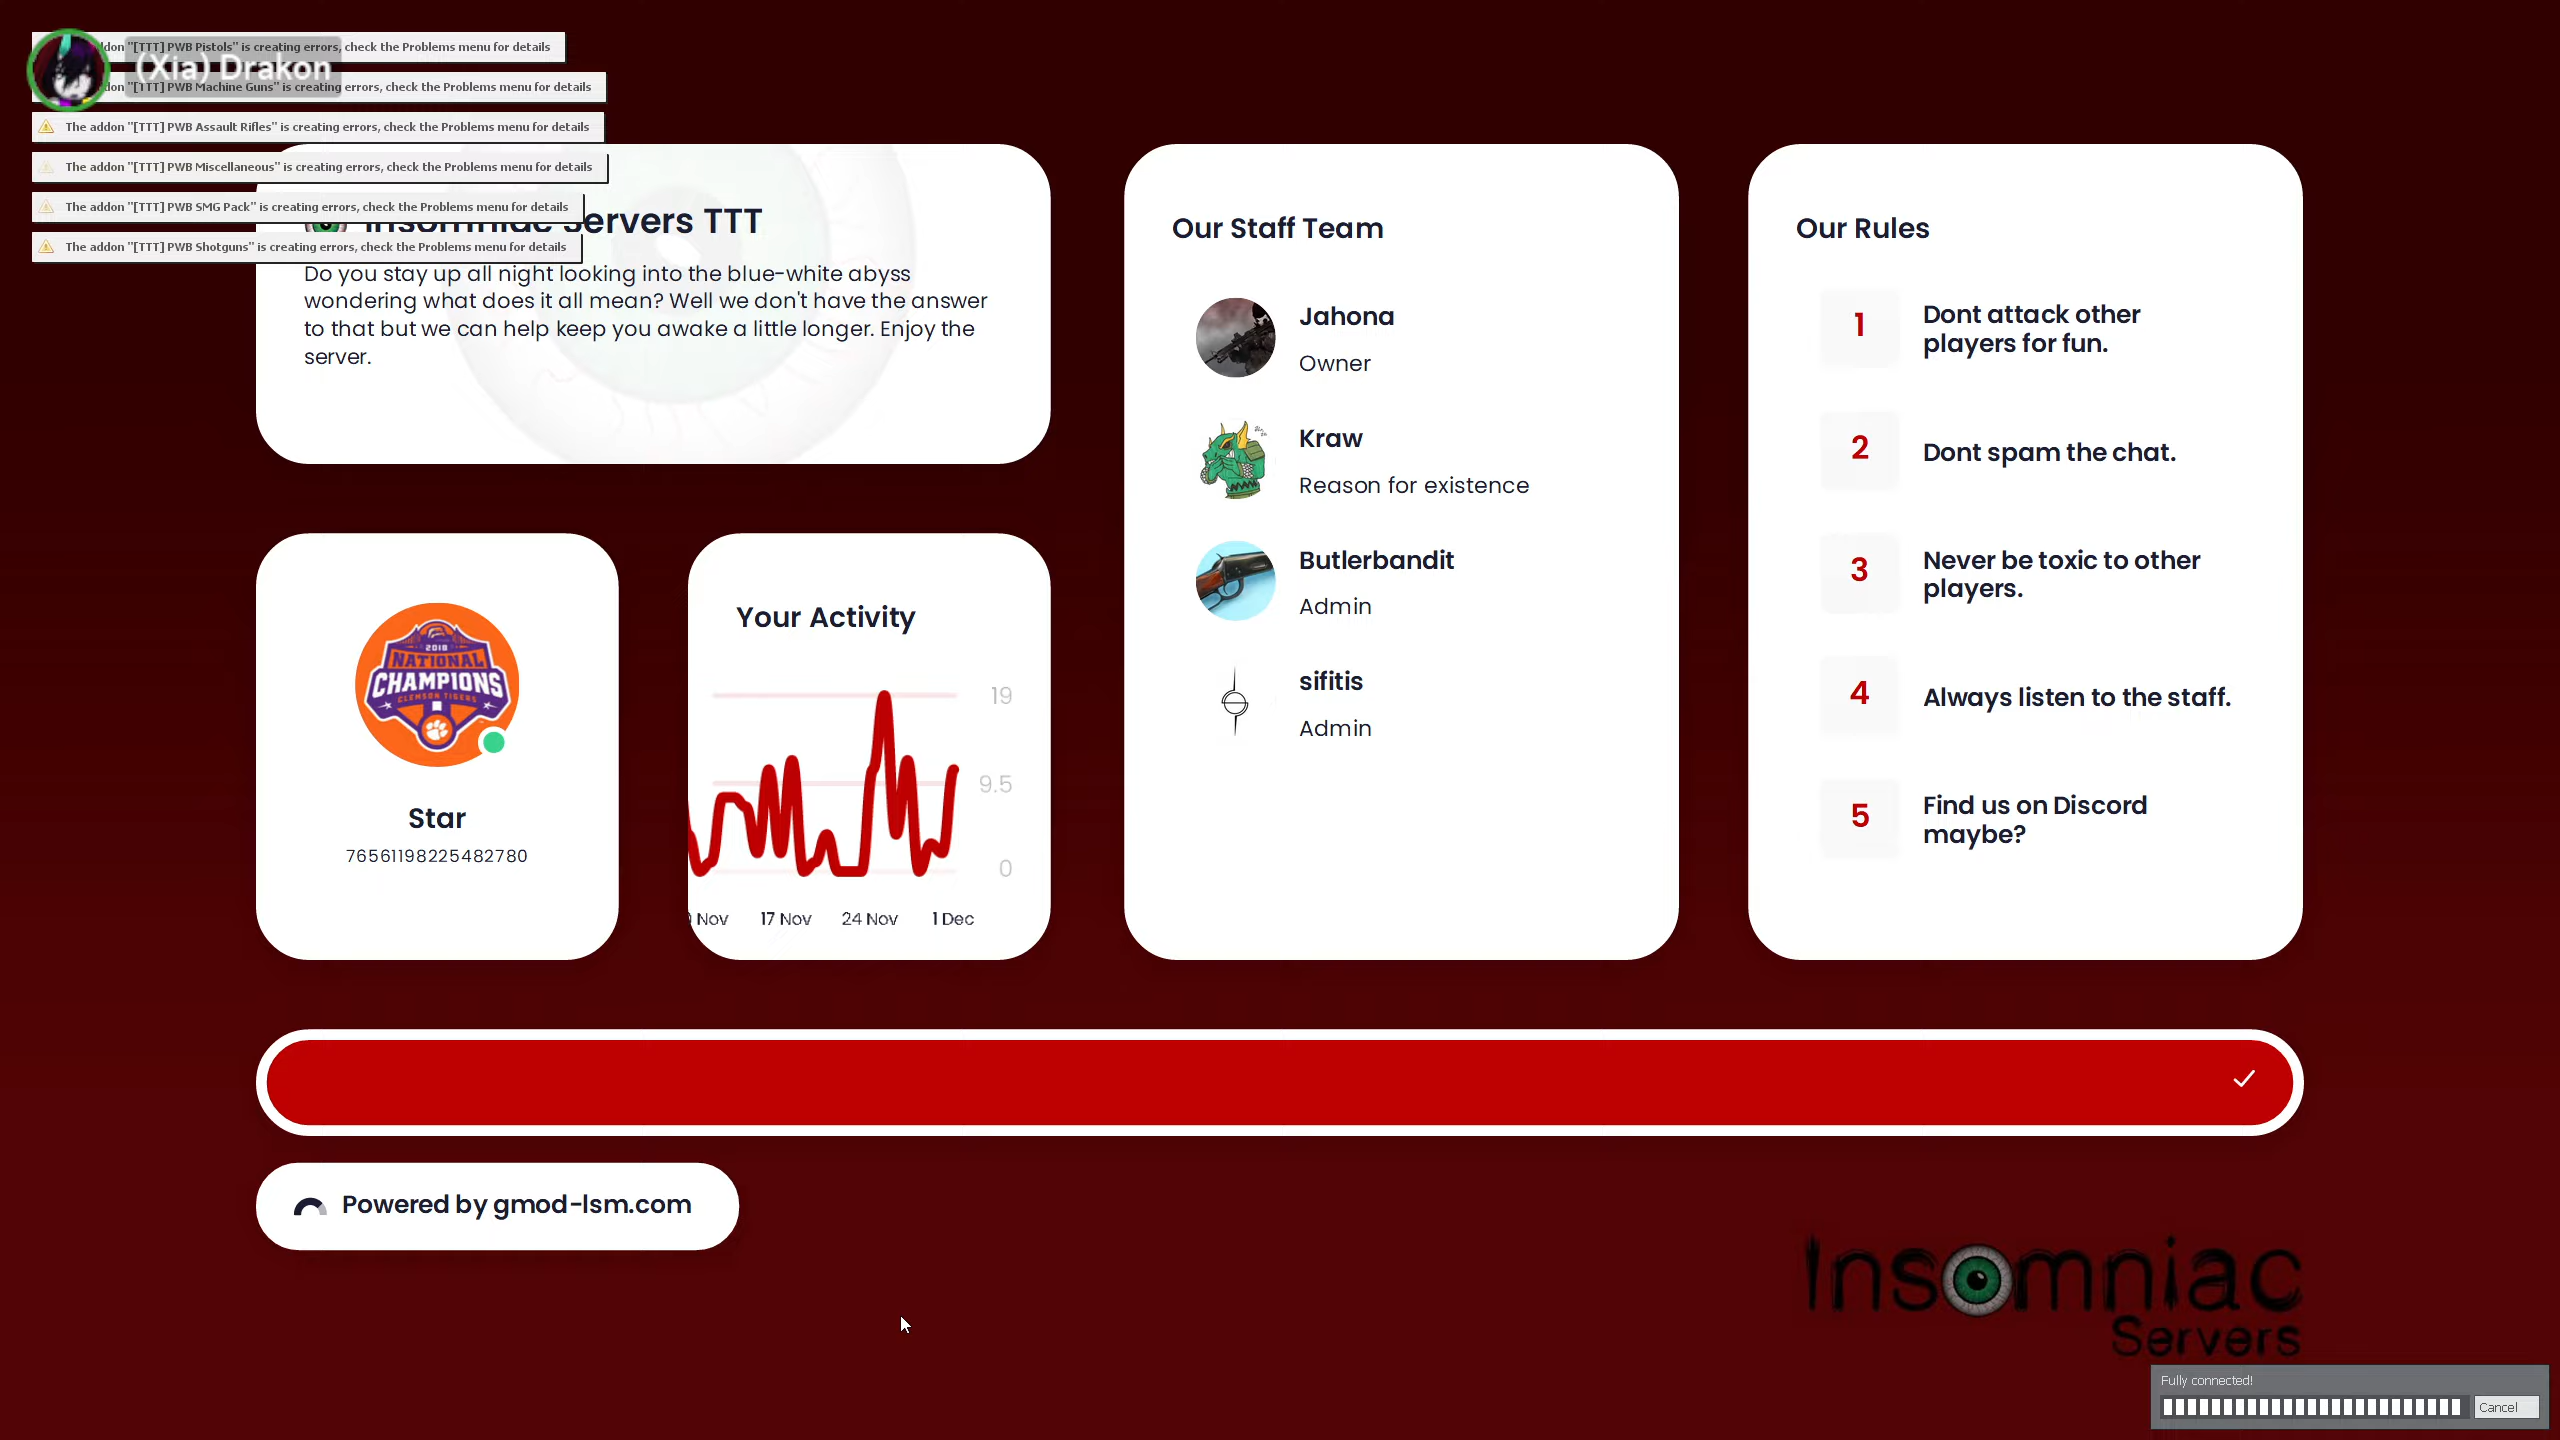 don "[TTT] PWB Pistols" is creating errors, check the Problems menu for details
(Xia) Drakon
don "[TTT] PWB Machine Guns" is creating errors, check the Problems menu for details
The addon "[TTT] PWB Assault Rifles" is creating errors, check the Problems menu for details
The addon "[TTT] PWB Miscellaneous" is creating errors, check the Problems menu for details
The addon "[TTT] PWB SMG Pack" is creating errors, check the Problems menu for details
The addon "[TTT] PWB Shotguns" is creating errors, check the Problems menu for details
Insomniac Servers TTT
Do you stay up all night looking into the blue-white abyss
wondering what does it all mean? Well we don't have the answer
to that but we can help keep you awake a little longer. Enjoy the
server.
2018
NATIONAL
CHAMPIONS
CLEMSON TIGERS
Star
76561198225482780
Your Activity
19
9.5
0
Nov
17 Nov
24 Nov
1 Dec
Our Staff Team
Jahona
Owner
Kraw
Reason for existence
Butlerbandit
Admin
sifitis
Admin
Our Rules
1
Dont attack other
players for fun.
2
Dont spam the chat.
3
Never be toxic to other
players.
4
Always listen to the staff.
5
Find us on Discord
maybe?
Powered by gmod-lsm.com
Insomniac
Servers
Fully connected!
Cancel